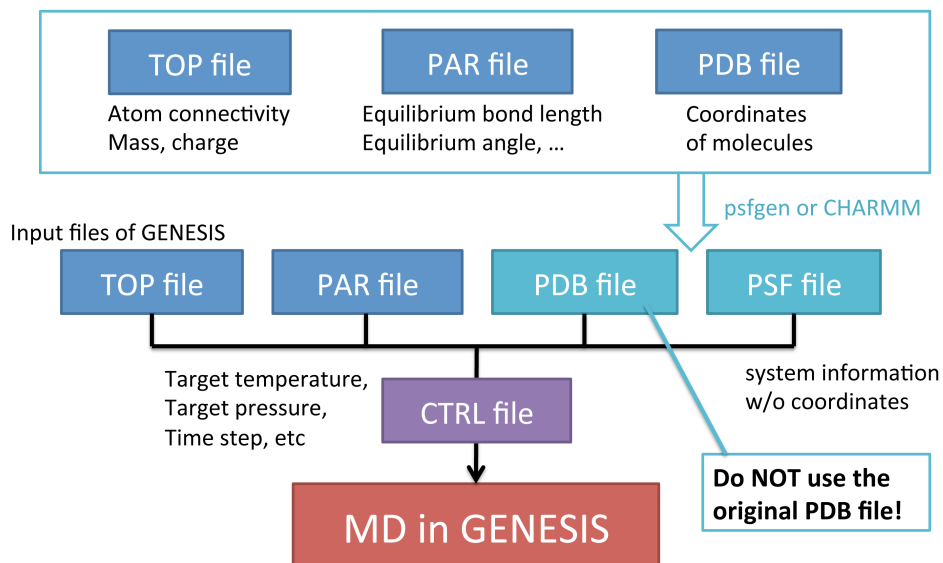 TOP file
PAR file
PDB file
Atom connectivity
Mass, charge
Equilibrium bond length
Equilibrium angle, ...
Coordinates
of molecules
psfgen or CHARMM
Input files of GENESIS
TOP file
PAR file
PDB file
PSF file
Target temperature,
Target pressure,
Time step, etc
CTRL file
system information
w/o coordinates
Do NOT use the
original PDB file!
MD in GENESIS